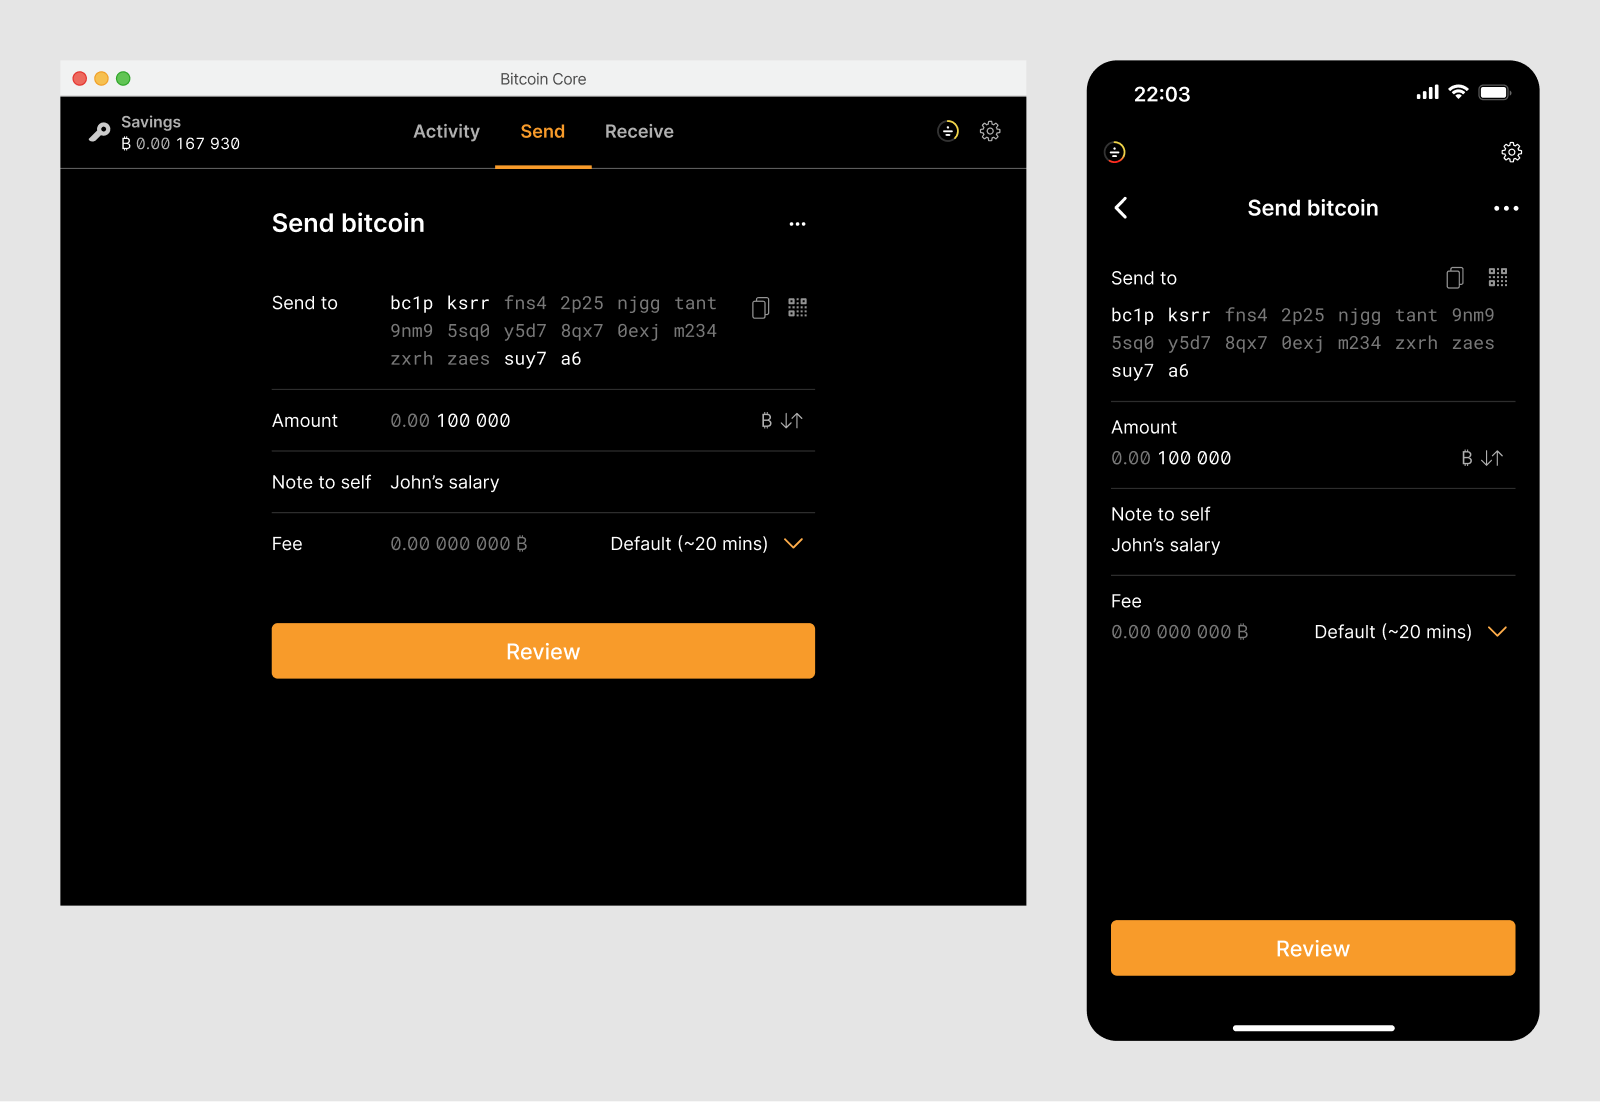 Bitcoin Core
Savings
₿ 0.00 167 930
Activity
Send
Receive
Send bitcoin
Send to
bc1p ksrr fns4 2p25 njgg tant
9nm9 5sq0 y5d7 8qx7 0exj m234
zxrh zaes suy7 a6
Amount
0.00 100 000
₿
Note to self
John’s salary
Fee
0.00 000 000 ₿
Default (~20 mins)
Review
22:03
Send bitcoin
Send to
bc1p ksrr fns4 2p25 njgg tant 9nm9
5sq0 y5d7 8qx7 0exj m234 zxrh zaes
suy7 a6
Amount
0.00 100 000
₿
Note to self
John’s salary
Fee
0.00 000 000 ₿
Default (~20 mins)
Review